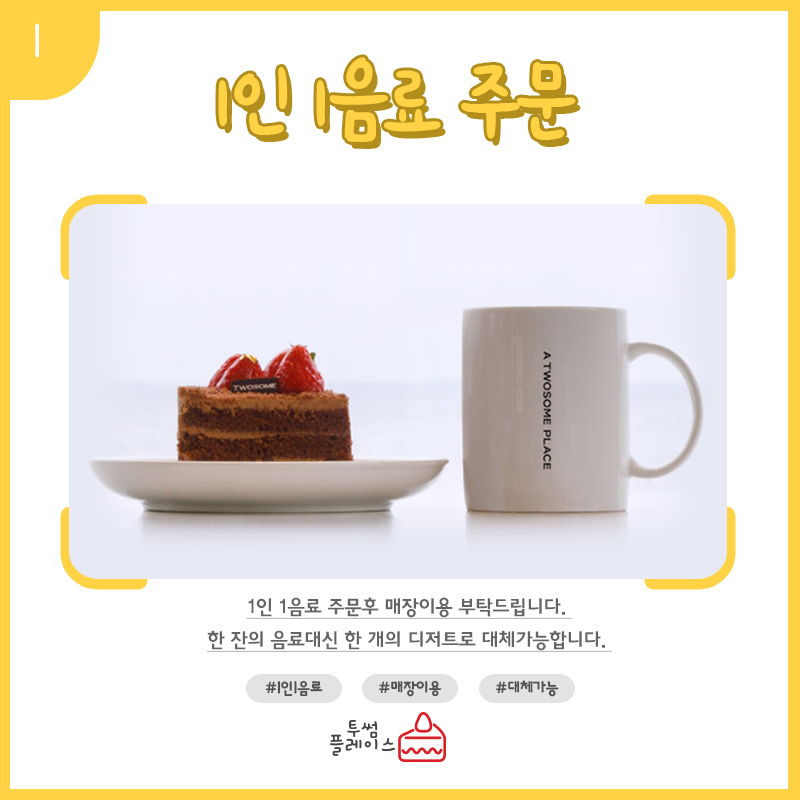 1
1인 1음료 주문
TWOSOME
A TWOSOME PLACE
1인 1음료 주문후 매장이용 부탁드립니다.
한 잔의 음료대신 한 개의 디저트로 대체가능합니다.
#1인1음료 #매장이용 #대체가능
투썸
플레이스